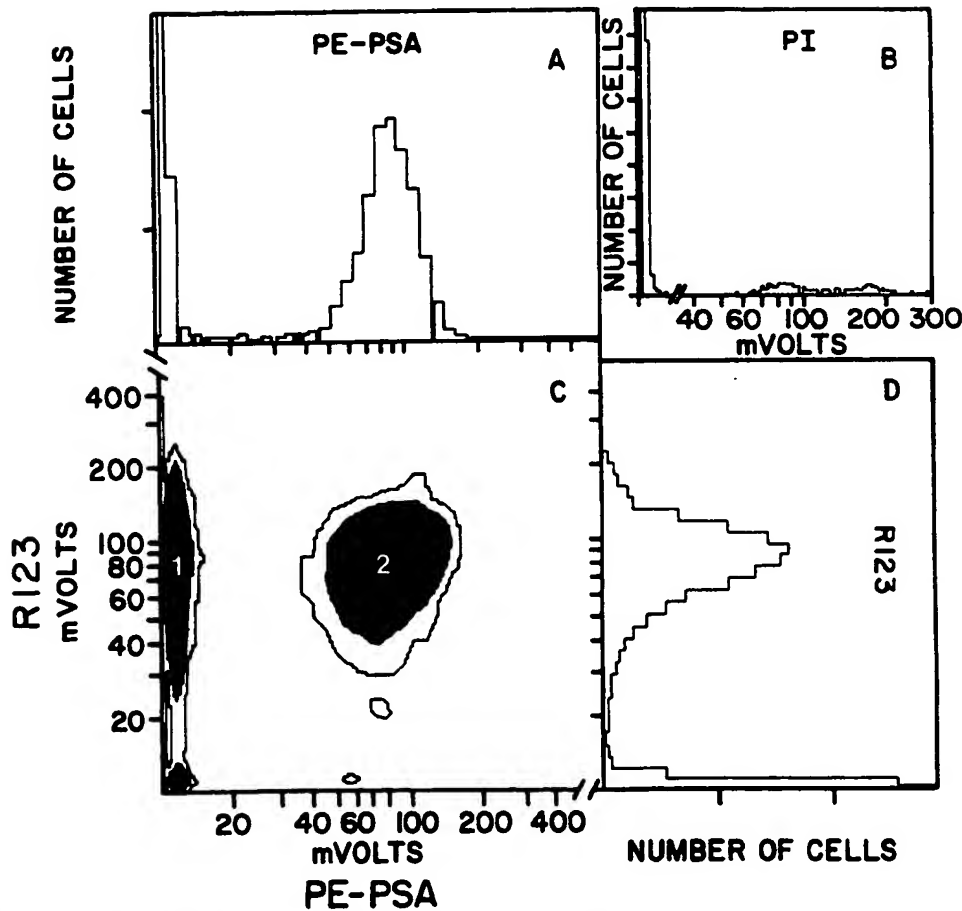 PE-PSA
A
NUMBER OF CELLS
PI
B
NUMBER OF CELLS
40 60 100 200 300
mVOLTS
C
400
200
100
80
60
40
20
R123
mVOLTS
1
2
20 40 60 100 200 400
mVOLTS
PE-PSA
D
R123
NUMBER OF CELLS